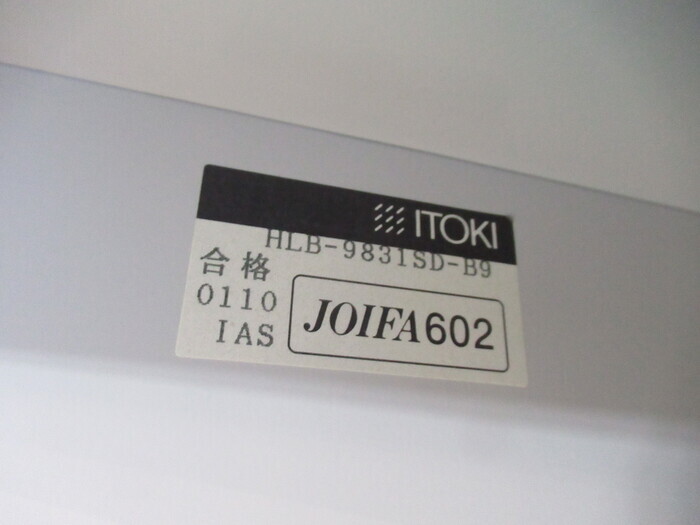 ITOKI
HLB-9831SD-B9
合格
0110
IAS
JOIFA602